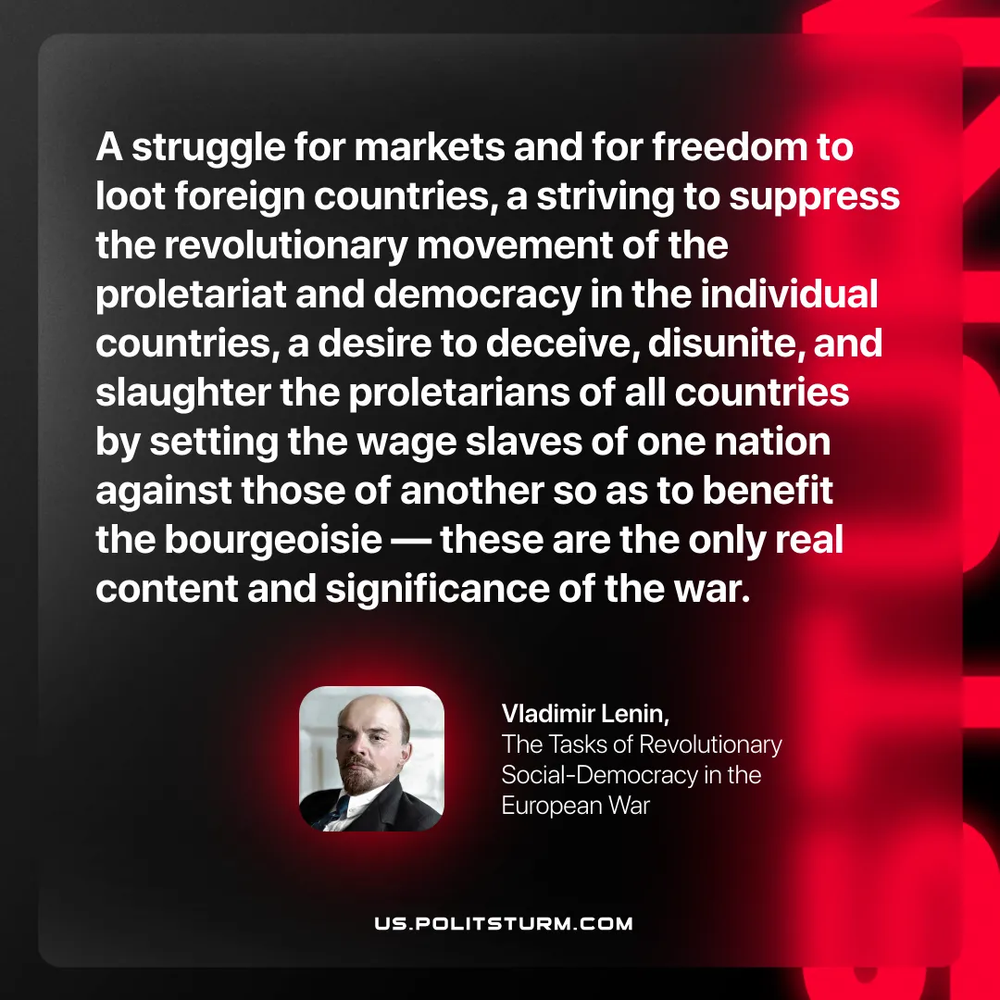 A struggle for markets and for freedom to
loot foreign countries, a striving to suppress
the revolutionary movement of the
proletariat and democracy in the individual
countries, a desire to deceive, disunite, and
slaughter the proletarians of all countries
by setting the wage slaves of one nation
against those of another so as to benefit
the bourgeoisie — these are the only real
content and significance of the war.
Vladimir Lenin,
The Tasks of Revolutionary
Social-Democracy in the
European War
US.POLITSTURM.COM